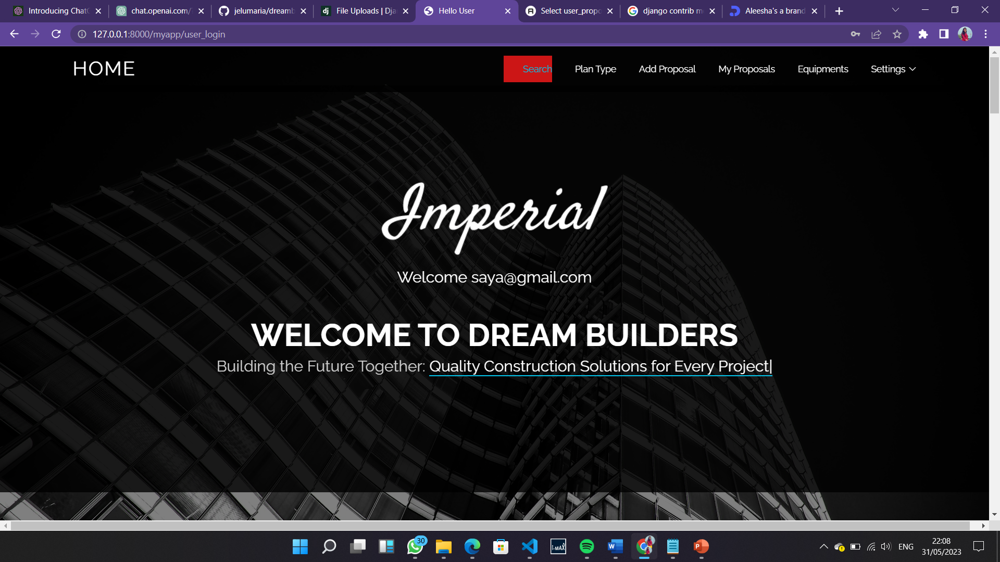 Introducing ChatG
chat.openai.com/
jelumaria/dreamb
File Uploads | Dja
Hello User
Select user_propo
django contrib m
Aleesha's a brand
127.0.0.1:8000/myapp/user_login
HOME
Search
Plan Type
Add Proposal
My Proposals
Equipments
Settings
Imperial
Welcome saya@gmail.com
WELCOME TO DREAM BUILDERS
Building the Future Together: Quality Construction Solutions for Every Project|
30
i-MAX
ENG
22:08
31/05/2023